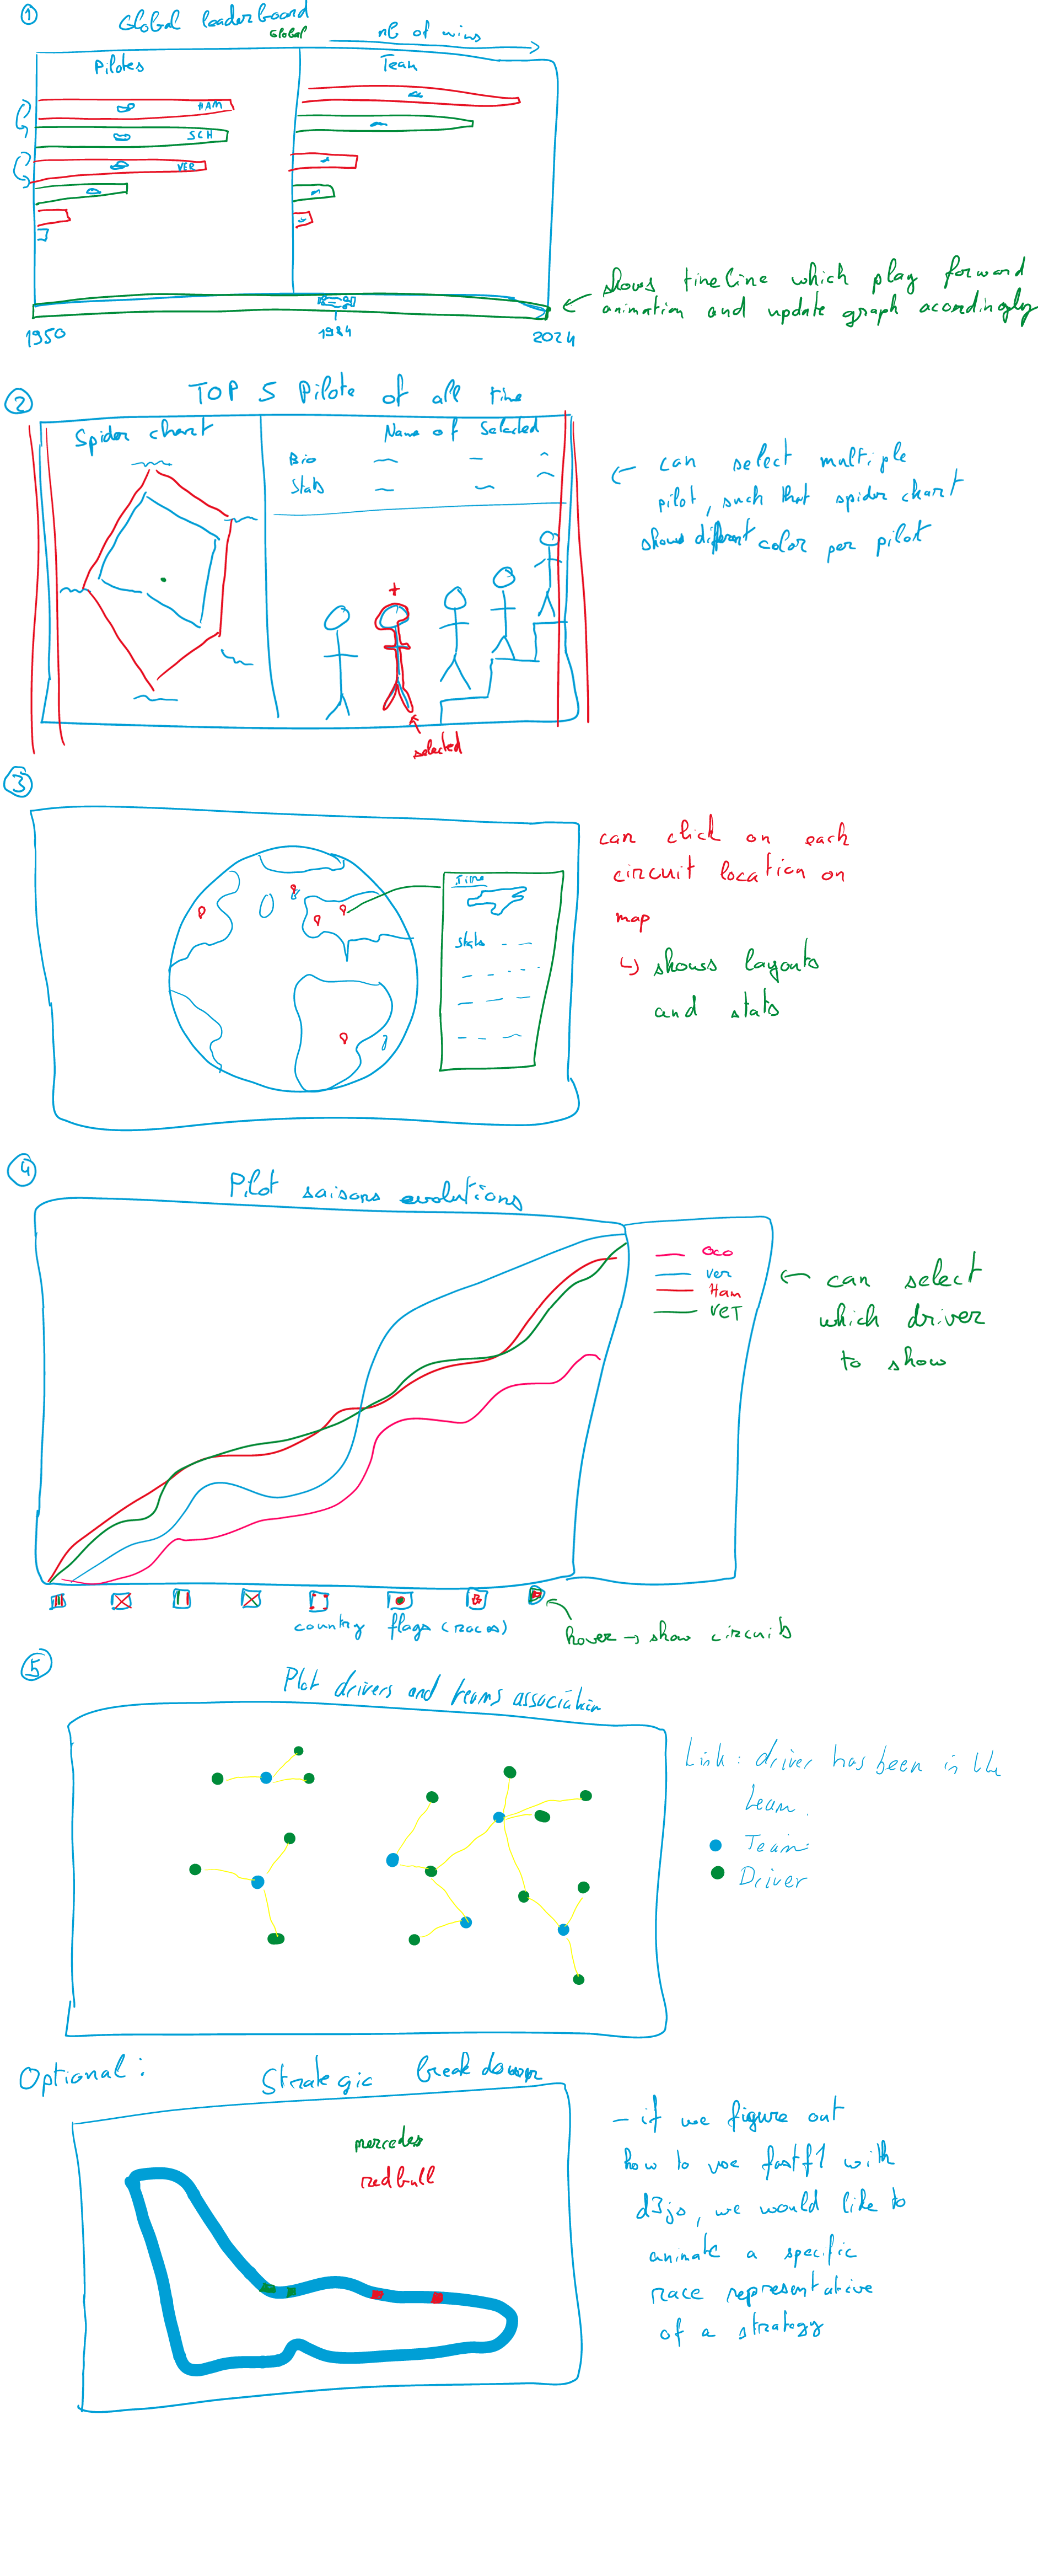 1
Global leaderboard
Global
nb of wins
Pilotes
Team
HAM
SCH
VER
1950
1984
2024
shows timeline which play forward
animation and update graph acordingly
2
TOP 5 Pilote of all time
Spider chart
Name of Selected
Bio
Stats
+
selected
can select multiple
pilot, such that spider chart
shows different color per pilot
3
Stats
can click on each
circuit location on
map
shows layouts
and stats
4
Pilot saisons evolutions
OCO
Ver
Ham
VET
can select
which driver
to show
country flags (races)
hover → show circuits
5
Plot drivers and teams association
Link: driver has been in the
team.
Team
Driver
Optional:
Strategic breakdown
mercedes
redbull
- if we figure out
how to use fastf1 with
d3js, we would like to
animate a specific
race representative
of a strategy